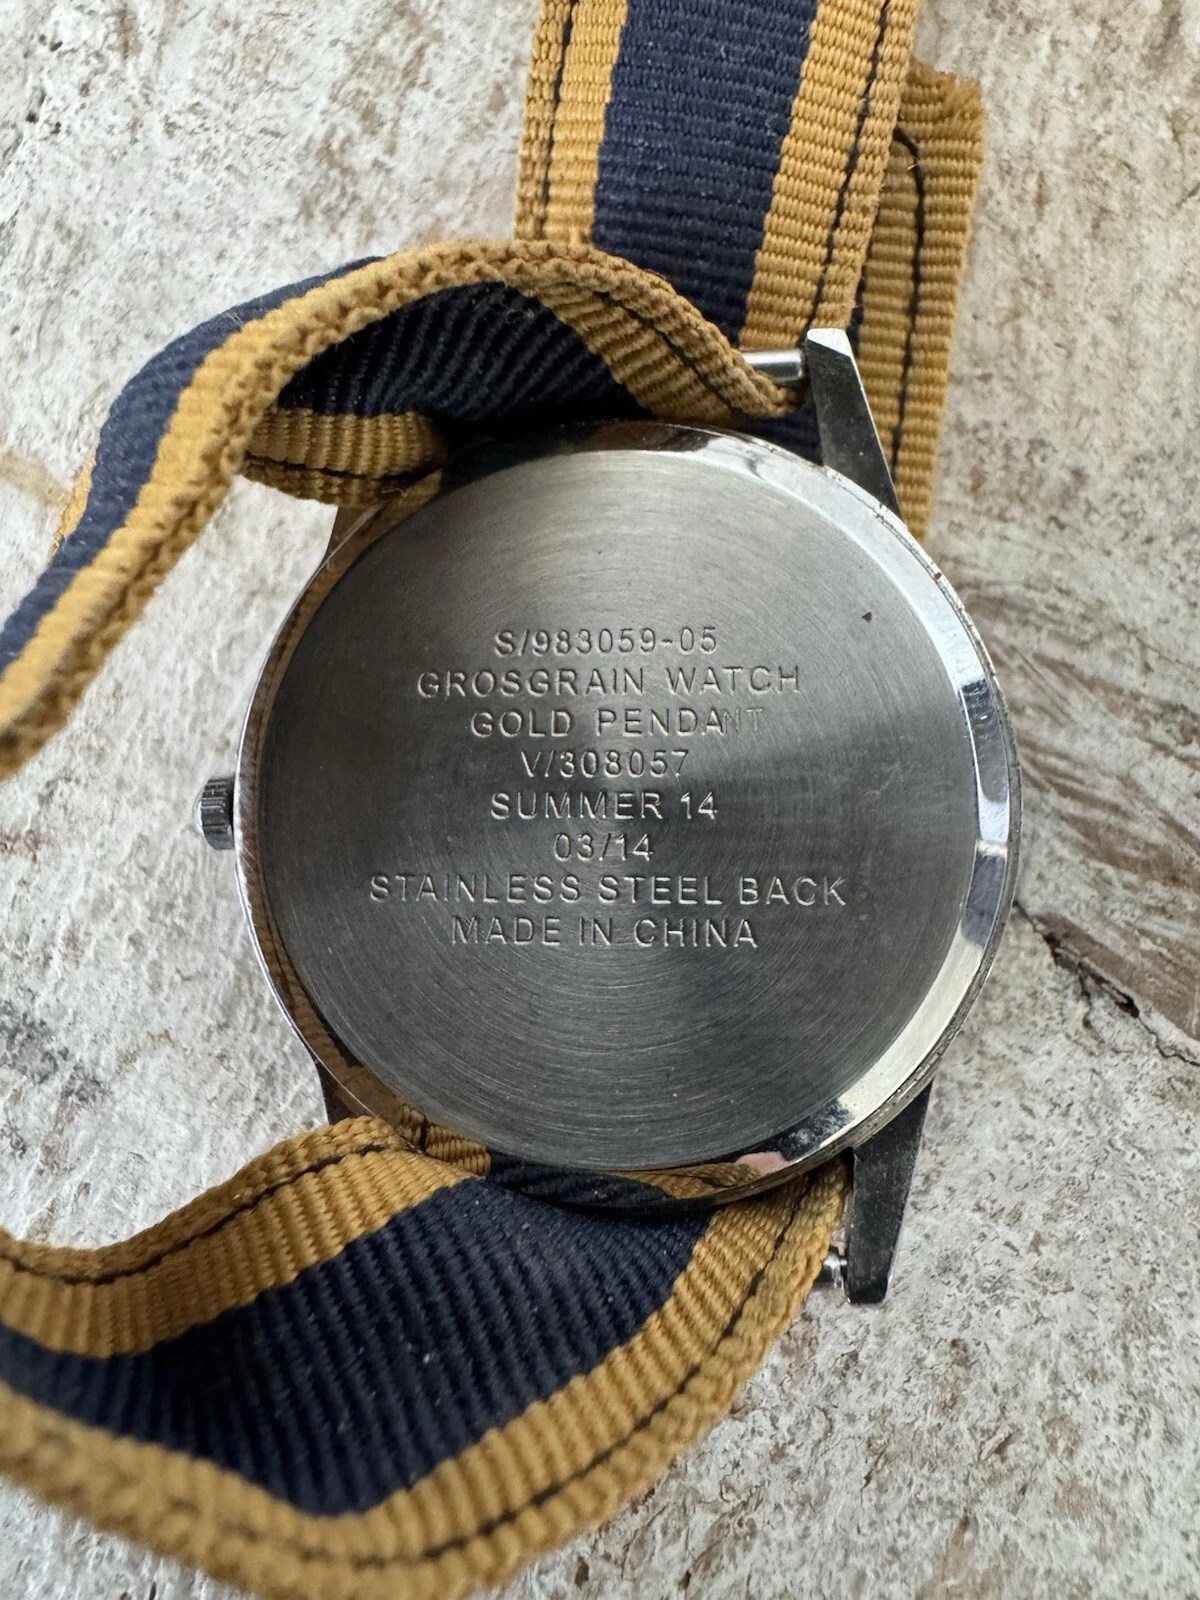 S/983059-05
GROSGRAIN WATCH
GOLD PENDANT
V/308057
SUMMER 14
03/14
STAINLESS STEEL BACK
MADE IN CHINA